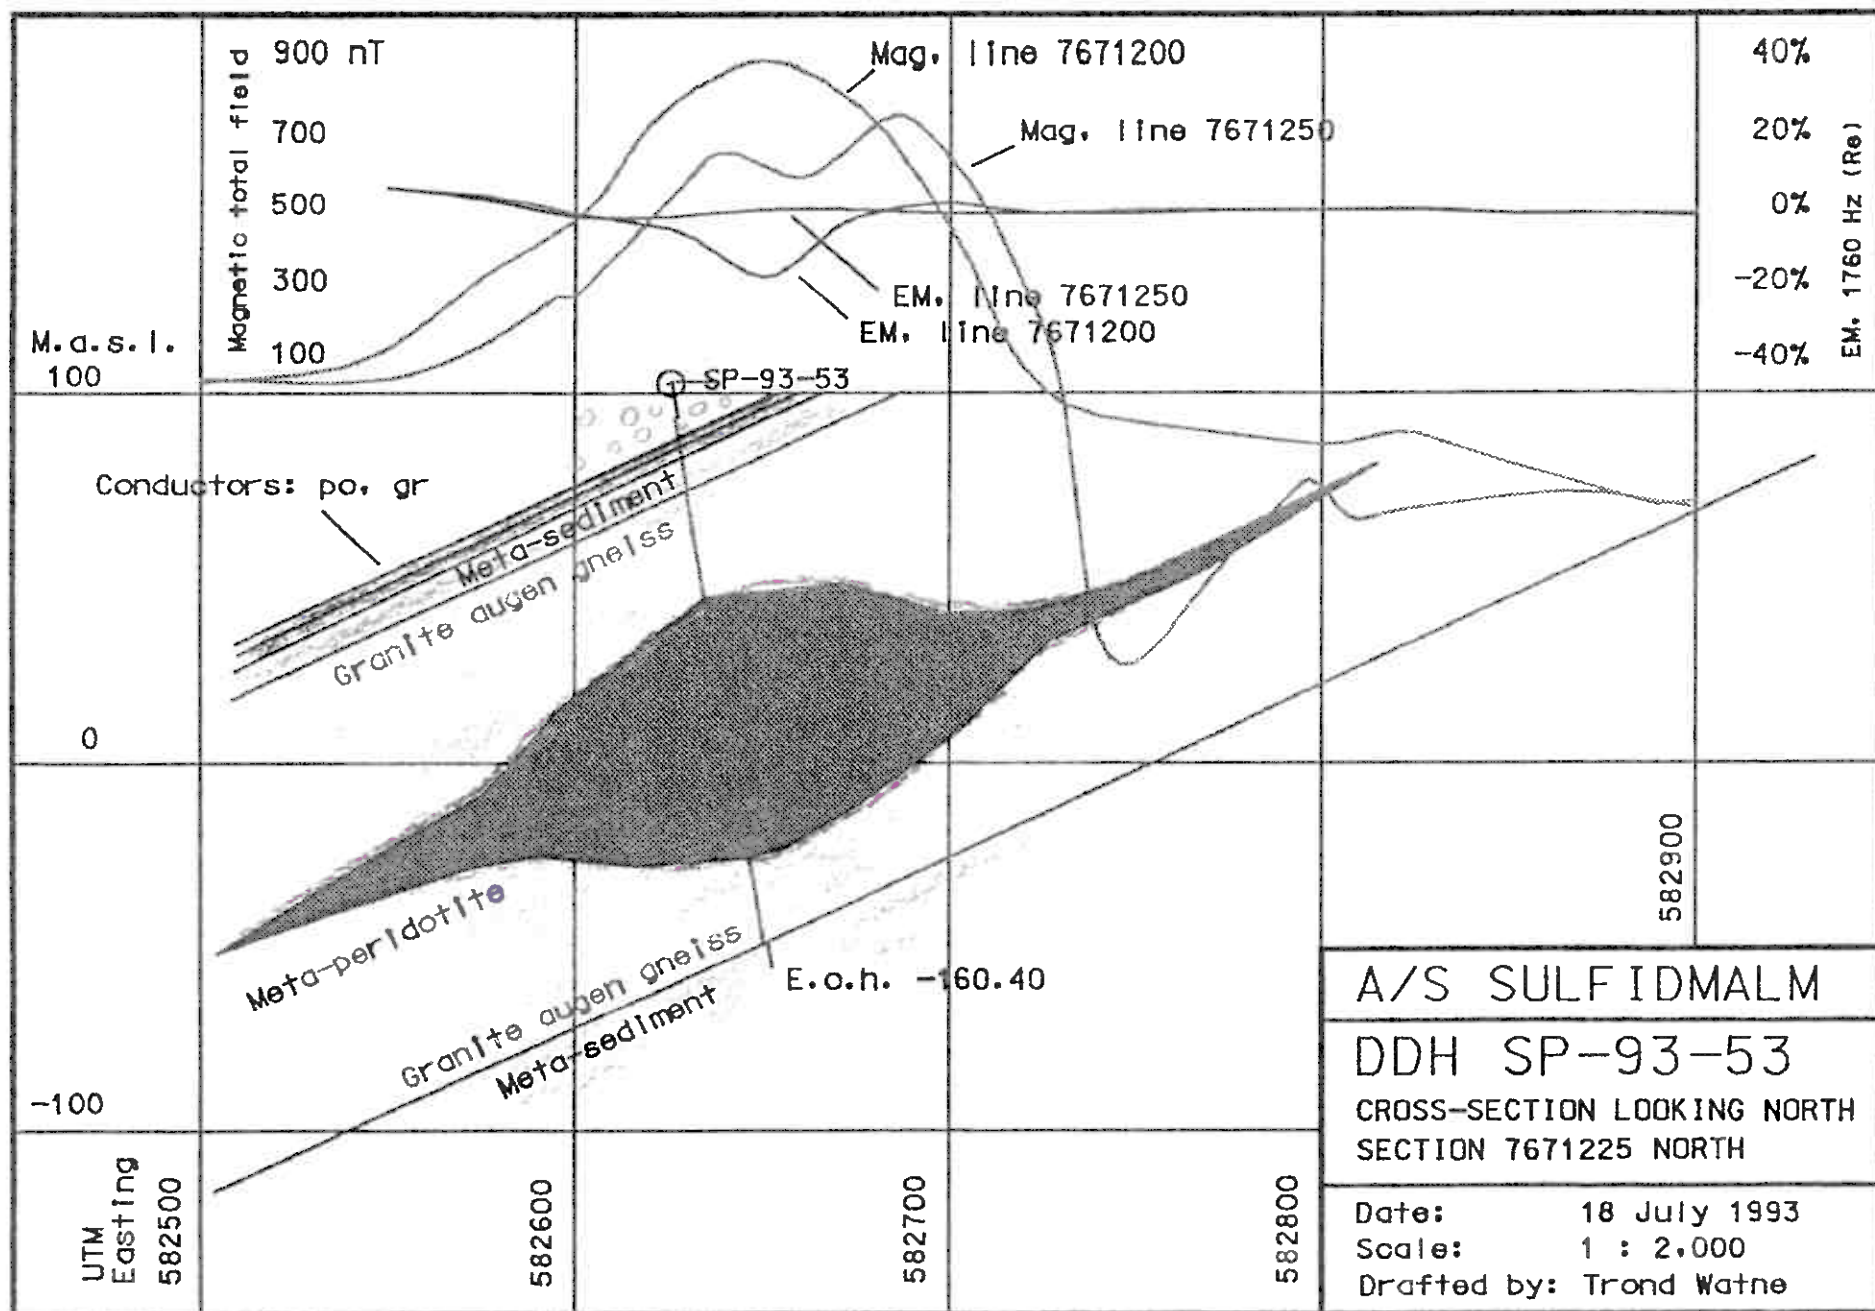 Magnetic total field
900 nT
700
500
300
100
Mag. line 7671200
Mag. line 7671250
EM. line 7671250
EM. line 7671200
40%
20%
0%
-20%
-40%
EM. 1760 Hz (Re)
M.a.s.l.
100
0
-100
SP-93-53
Conductors: po, gr
Meta-sediment
Granite augen gneiss
Meta-peridotite
Granite augen gneiss
Meta-sediment
E.o.h. -160.40
UTM
Easting
582500
582600
582700
582800
582900
A/S SULFIDMALM
DDH SP-93-53
CROSS-SECTION LOOKING NORTH
SECTION 7671225 NORTH
Date: 18 July 1993
Scale: 1 : 2.000
Drafted by: Trond Watne